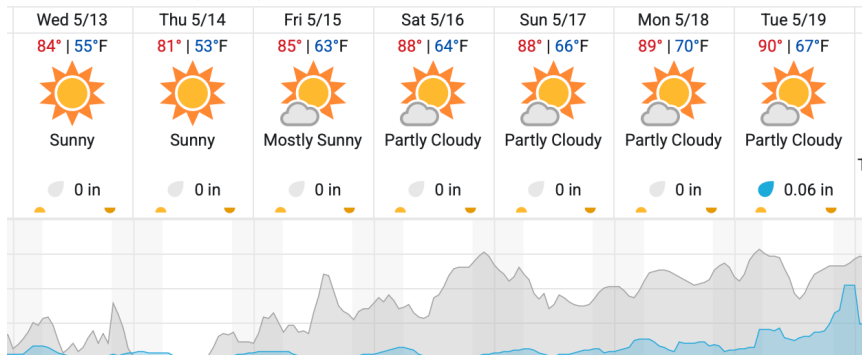 Wed 5/13 Thu 5/14 Fri 5/15 Sat 5/16 Sun 5/17 Mon 5/18 Tue 5/19
84° | 55°F 81° | 53°F 85° | 63°F 88° | 64°F 88° | 66°F 89° | 70°F 90° | 67°F
Sunny Sunny Mostly Sunny Partly Cloudy Partly Cloudy Partly Cloudy Partly Cloudy
0 in 0 in 0 in 0 in 0 in 0 in 0.06 in